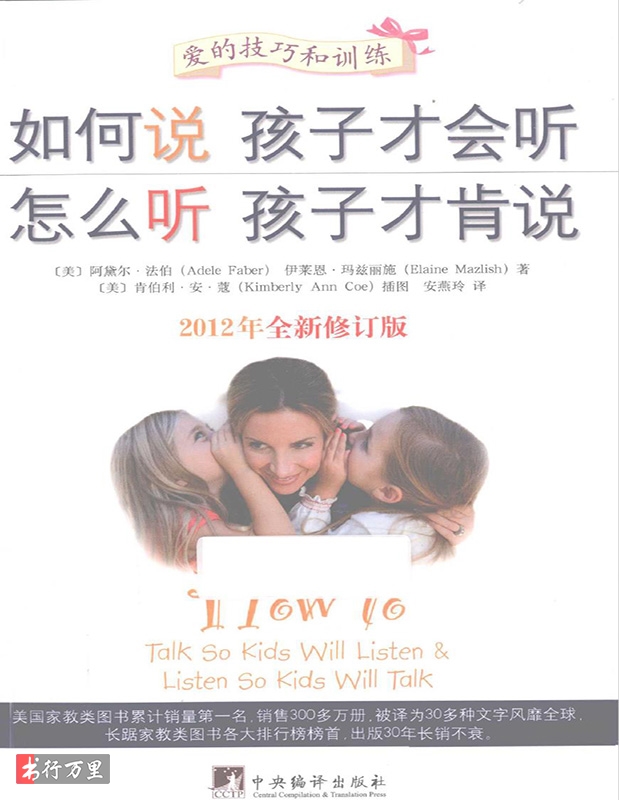 爱的技巧和训练
如何说 孩子才会听
怎么听 孩子才肯说
〔美〕阿黛尔·法伯(Adele Faber) 伊莱恩·玛兹丽施(Elaine Mazlish)著
〔美〕肯伯利·安·蔻(Kimberly Ann Coe)插图 安燕玲 译
2012年全新修订版
How to
Talk So Kids Will Listen &
Listen So Kids Will Talk
美国家教类图书累计销量第一名,销售300多万册,被译为30多种文字风靡全球,
长踞家教类图书各大排行榜榜首,出版30年长销不衰。
书行万里
CCTP
中央编译出版社
Central Compilation & Translation Press